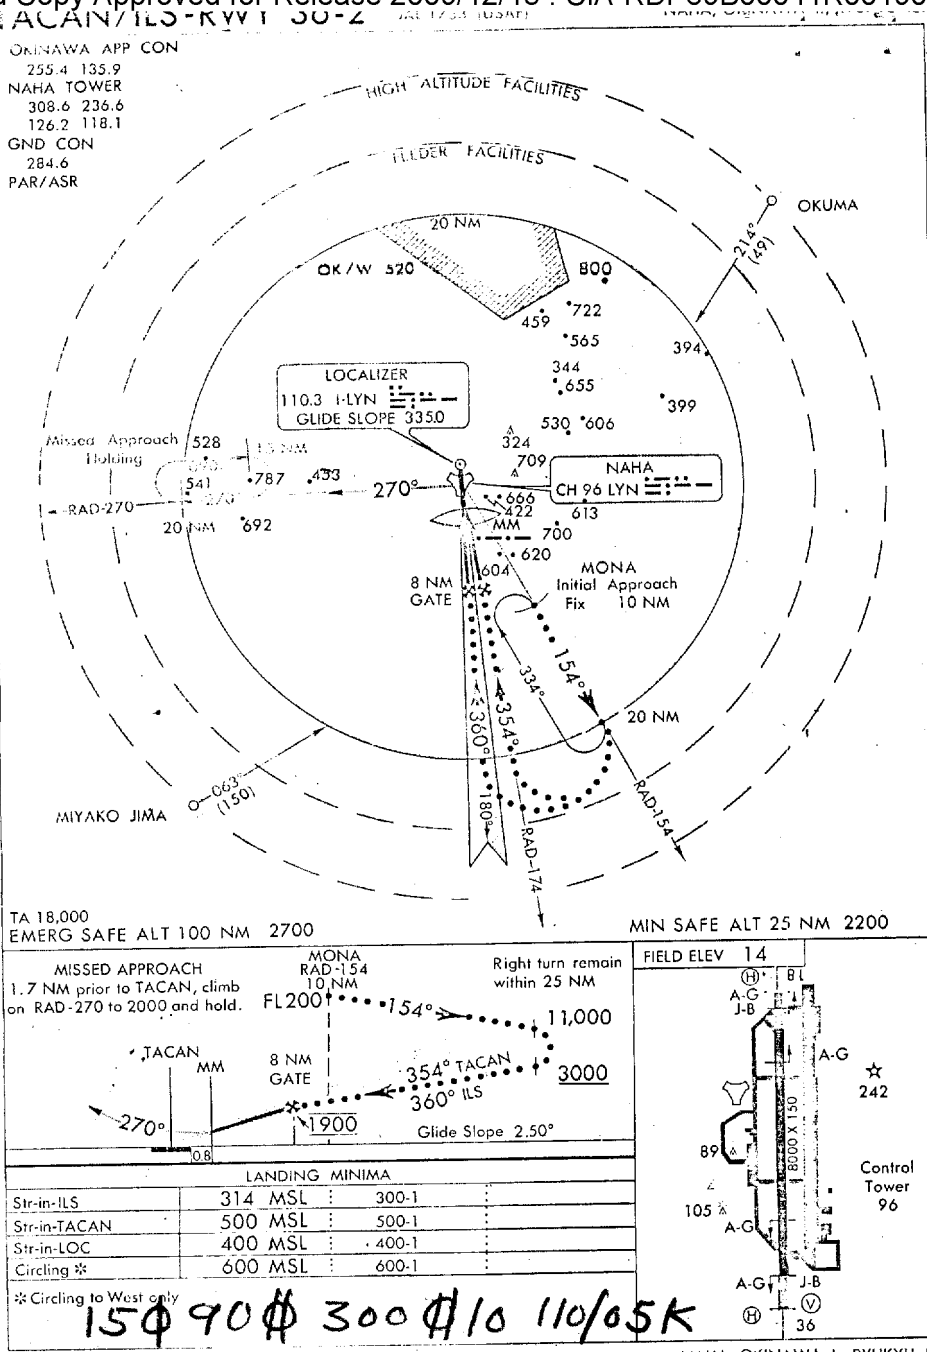 Copy Approved for Release
TACAN/ILS-RWY 36-2 JAL 1733 (USAF)
OKINAWA APP CON
255.4 135.9
NAHA TOWER
308.6 236.6
126.2 118.1
GND CON
284.6
PAR/ASR
HIGH ALTITUDE FACILITIES
FEEDER FACILITIES
20 NM
OKUMA
214°
(49)
OK/W 520
800
722
459
565
394
344
655
399
LOCALIZER
110.3 I-LYN
GLIDE SLOPE 335.0
530 606
324
709
Missed Approach
Holding
528
15 NM
090
541
787
433
270°
270°
RAD-270
20 NM
692
NAHA
CH 96 LYN
666
422
613
MM
700
620
604
8 NM
GATE
MONA
Initial Approach
Fix 10 NM
154°
334°
354°
360°
20 NM
180°
RAD-154
RAD-174
063°
(150)
MIYAKO JIMA
TA 18,000
EMERG SAFE ALT 100 NM 2700
MIN SAFE ALT 25 NM 2200
MISSED APPROACH
1.7 NM prior to TACAN, climb
on RAD-270 to 2000 and hold.
MONA
RAD-154
10 NM
FL200
154°
Right turn remain
within 25 NM
11,000
TACAN
MM
8 NM
GATE
354° TACAN
360° ILS
3000
1900
270°
Glide Slope 2.50°
0.8
LANDING MINIMA
Str-in-ILS 314 MSL 300-1
Str-in-TACAN 500 MSL 500-1
Str-in-LOC 400 MSL 400-1
Circling ※ 600 MSL 600-1
※ Circling to West only
15⏀ 90⏀ 300 ⏀10 110/05K
FIELD ELEV 14
H
18
A-G
J-B
A-G
242
8000 X 150
89
105
Control
Tower
96
A-G
A-G
J-B
H
V
36